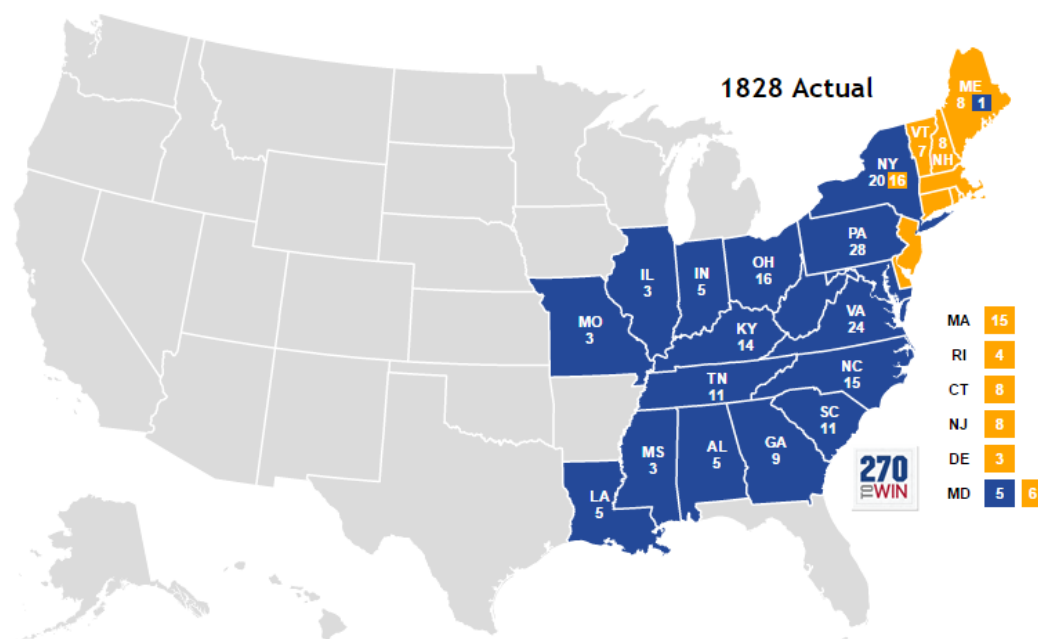 1828 Actual
ME
8 1
VT
7
8
NH
NY
20 16
PA
28
OH
16
IN
5
IL
3
MO
3
KY
14
VA
24
NC
15
TN
11
SC
11
GA
9
AL
5
MS
3
LA
5
270
TO WIN
MA 15
RI 4
CT 8
NJ 8
DE 3
MD 5 6